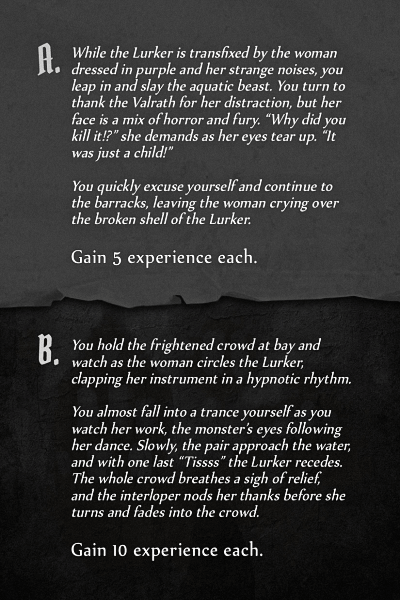 A. While the Lurker is transfixed by the woman
dressed in purple and her strange noises, you
leap in and slay the aquatic beast. You turn to
thank the Valrath for her distraction, but her
face is a mix of horror and fury. “Why did you
kill it!?” she demands as her eyes tear up. “It
was just a child!”
You quickly excuse yourself and continue to
the barracks, leaving the woman crying over
the broken shell of the Lurker.
Gain 5 experience each.
B. You hold the frightened crowd at bay and
watch as the woman circles the Lurker,
clapping her instrument in a hypnotic rhythm.
You almost fall into a trance yourself as you
watch her work, the monster’s eyes following
her dance. Slowly, the pair approach the water,
and with one last “Tissss” the Lurker recedes.
The whole crowd breathes a sigh of relief,
and the interloper nods her thanks before she
turns and fades into the crowd.
Gain 10 experience each.